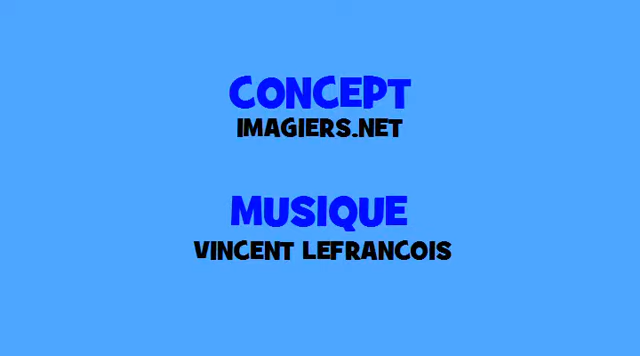 CONCEPT
IMAGIERS.NET
MUSIQUE
VINCENT LEFRANCOIS